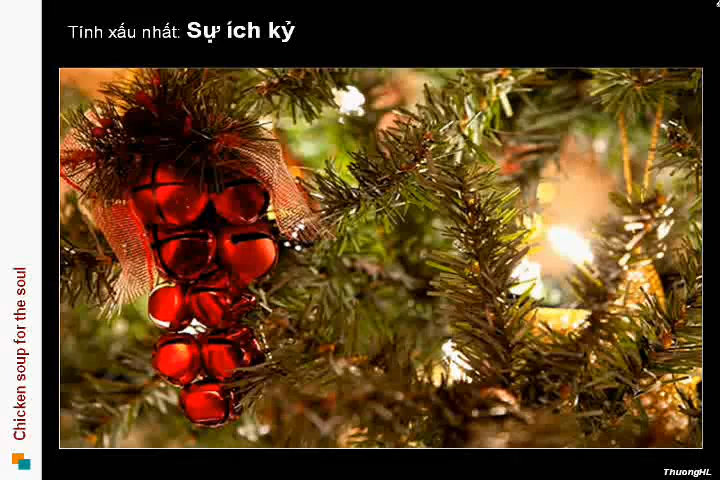 Tính xấu nhất: Sự ích kỷ
Chicken soup for the soul
ThuongHL